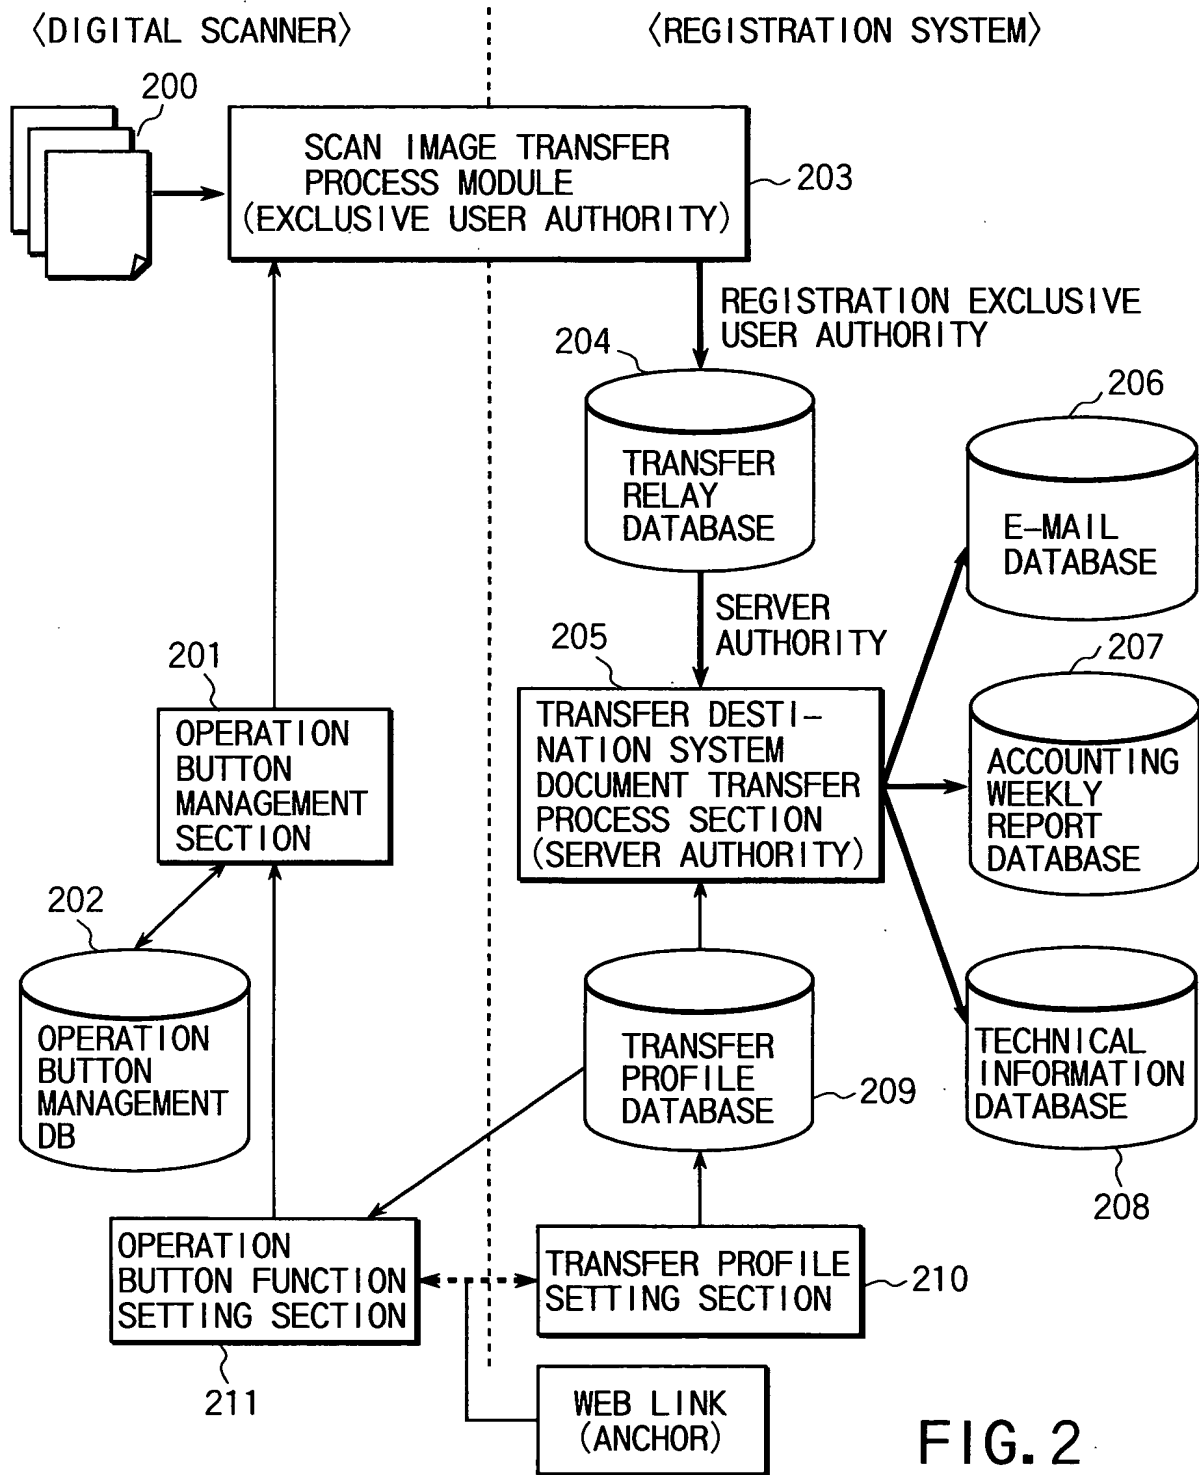 〈DIGITAL SCANNER〉
〈REGISTRATION SYSTEM〉
200
SCAN IMAGE TRANSFER
PROCESS MODULE
(EXCLUSIVE USER AUTHORITY)
203
REGISTRATION EXCLUSIVE
USER AUTHORITY
204
TRANSFER
RELAY
DATABASE
206
E-MAIL
DATABASE
SERVER
AUTHORITY
201
OPERATION
BUTTON
MANAGEMENT
SECTION
205
TRANSFER DESTI-
NATION SYSTEM
DOCUMENT TRANSFER
PROCESS SECTION
(SERVER AUTHORITY)
207
ACCOUNTING
WEEKLY
REPORT
DATABASE
202
OPERATION
BUTTON
MANAGEMENT
DB
TRANSFER
PROFILE
DATABASE
209
TECHNICAL
INFORMATION
DATABASE
208
OPERATION
BUTTON FUNCTION
SETTING SECTION
211
TRANSFER PROFILE
SETTING SECTION
210
WEB LINK
(ANCHOR)
FIG. 2